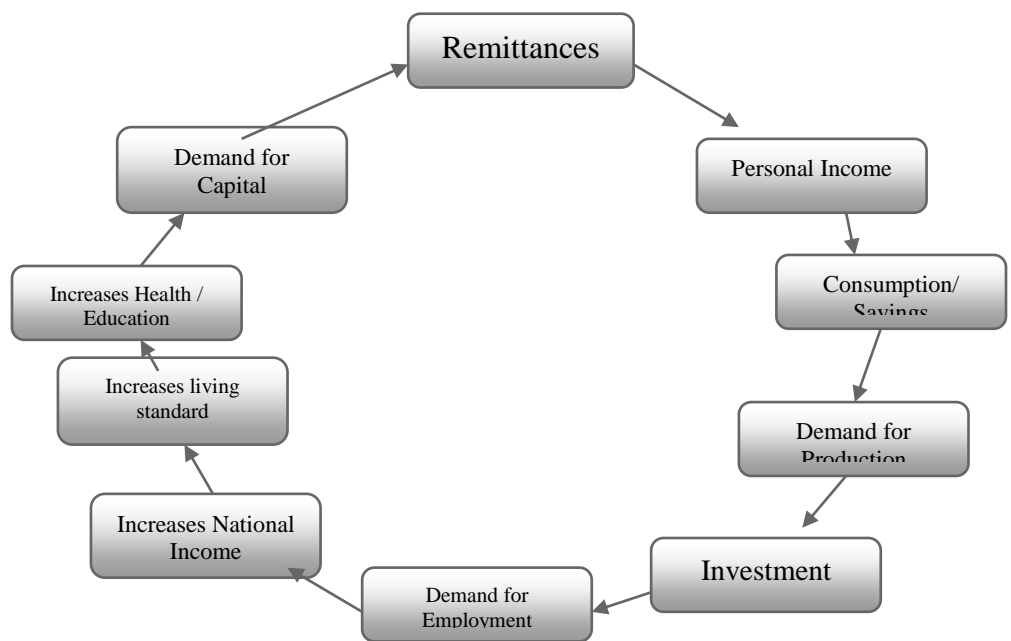 Remittances
Personal Income
Consumption/
Savings
Demand for
Production
Investment
Demand for
Employment
Increases National
Income
Increases living
standard
Increases Health /
Education
Demand for
Capital